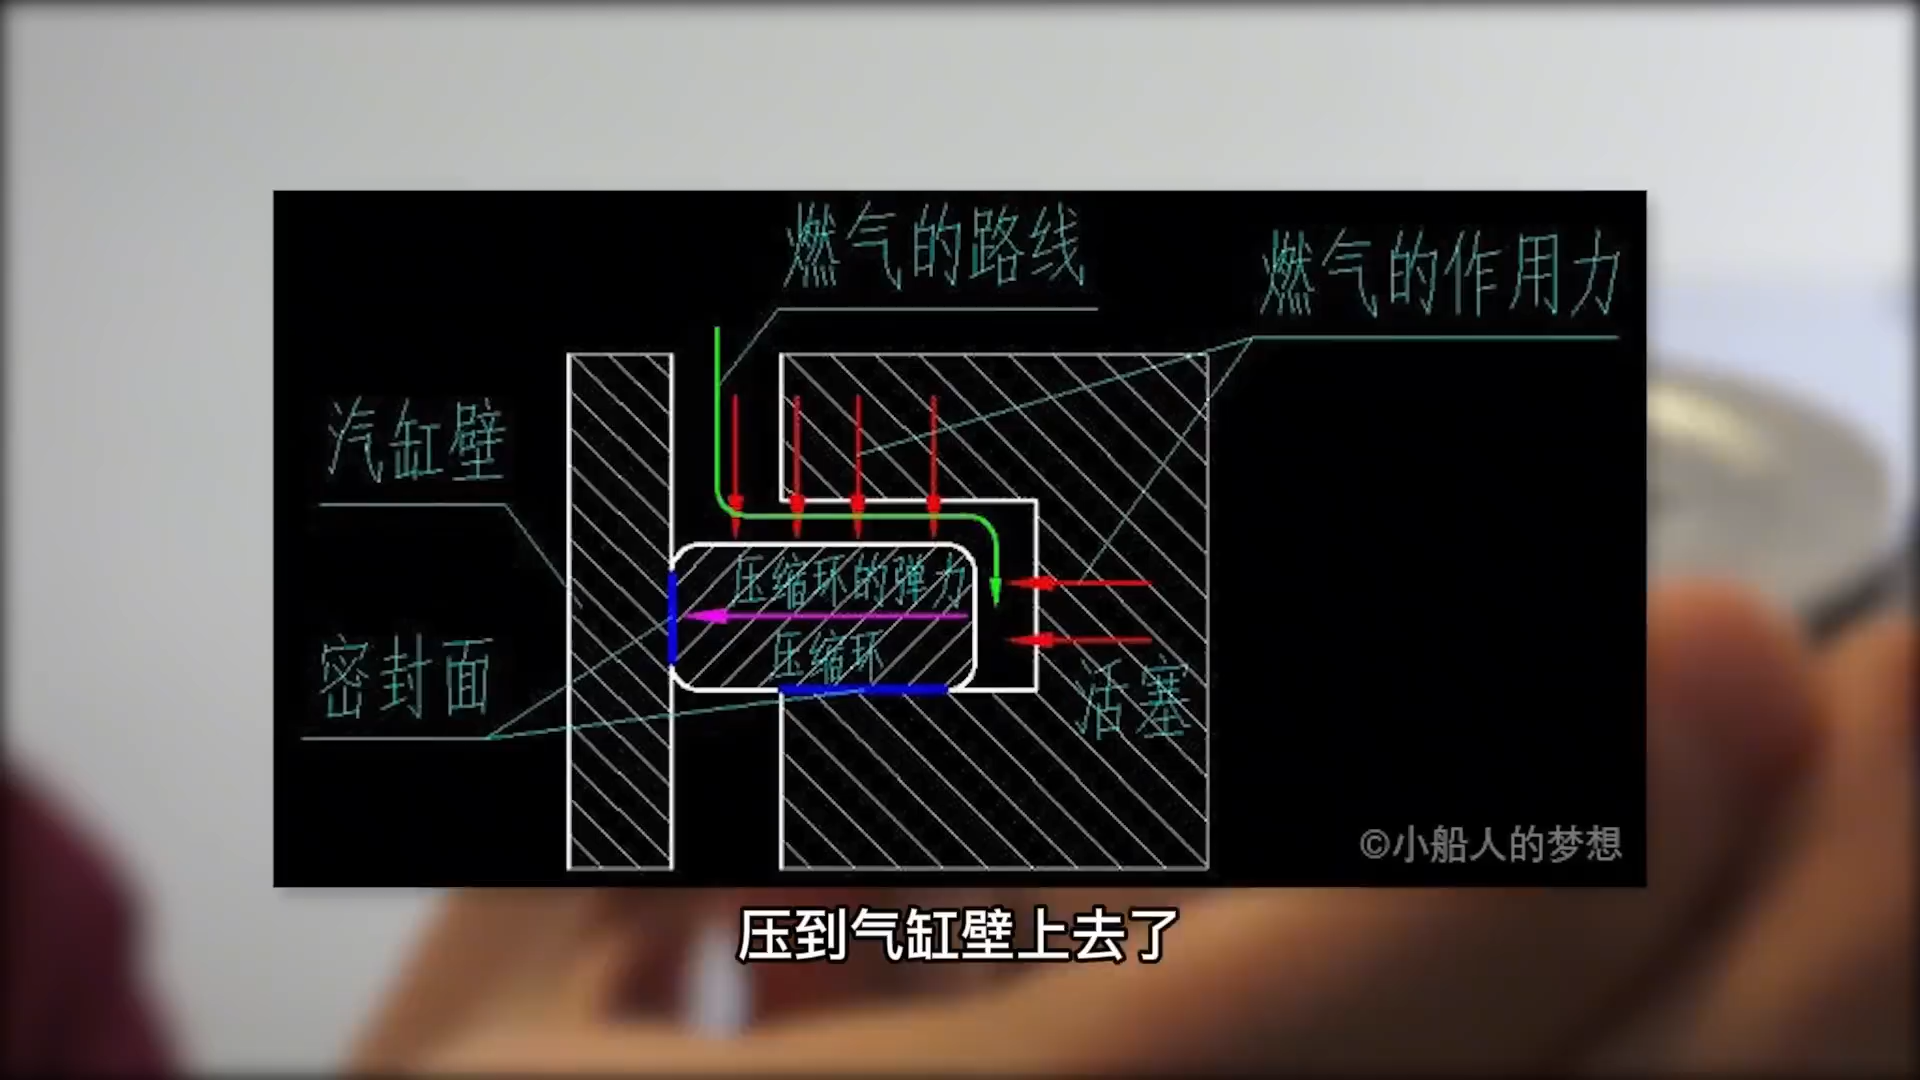 燃气的路线
燃气的作用力
汽缸壁
压缩环的弹力
压缩环
密封面
活塞
©小船人的梦想
压到气缸壁上去了